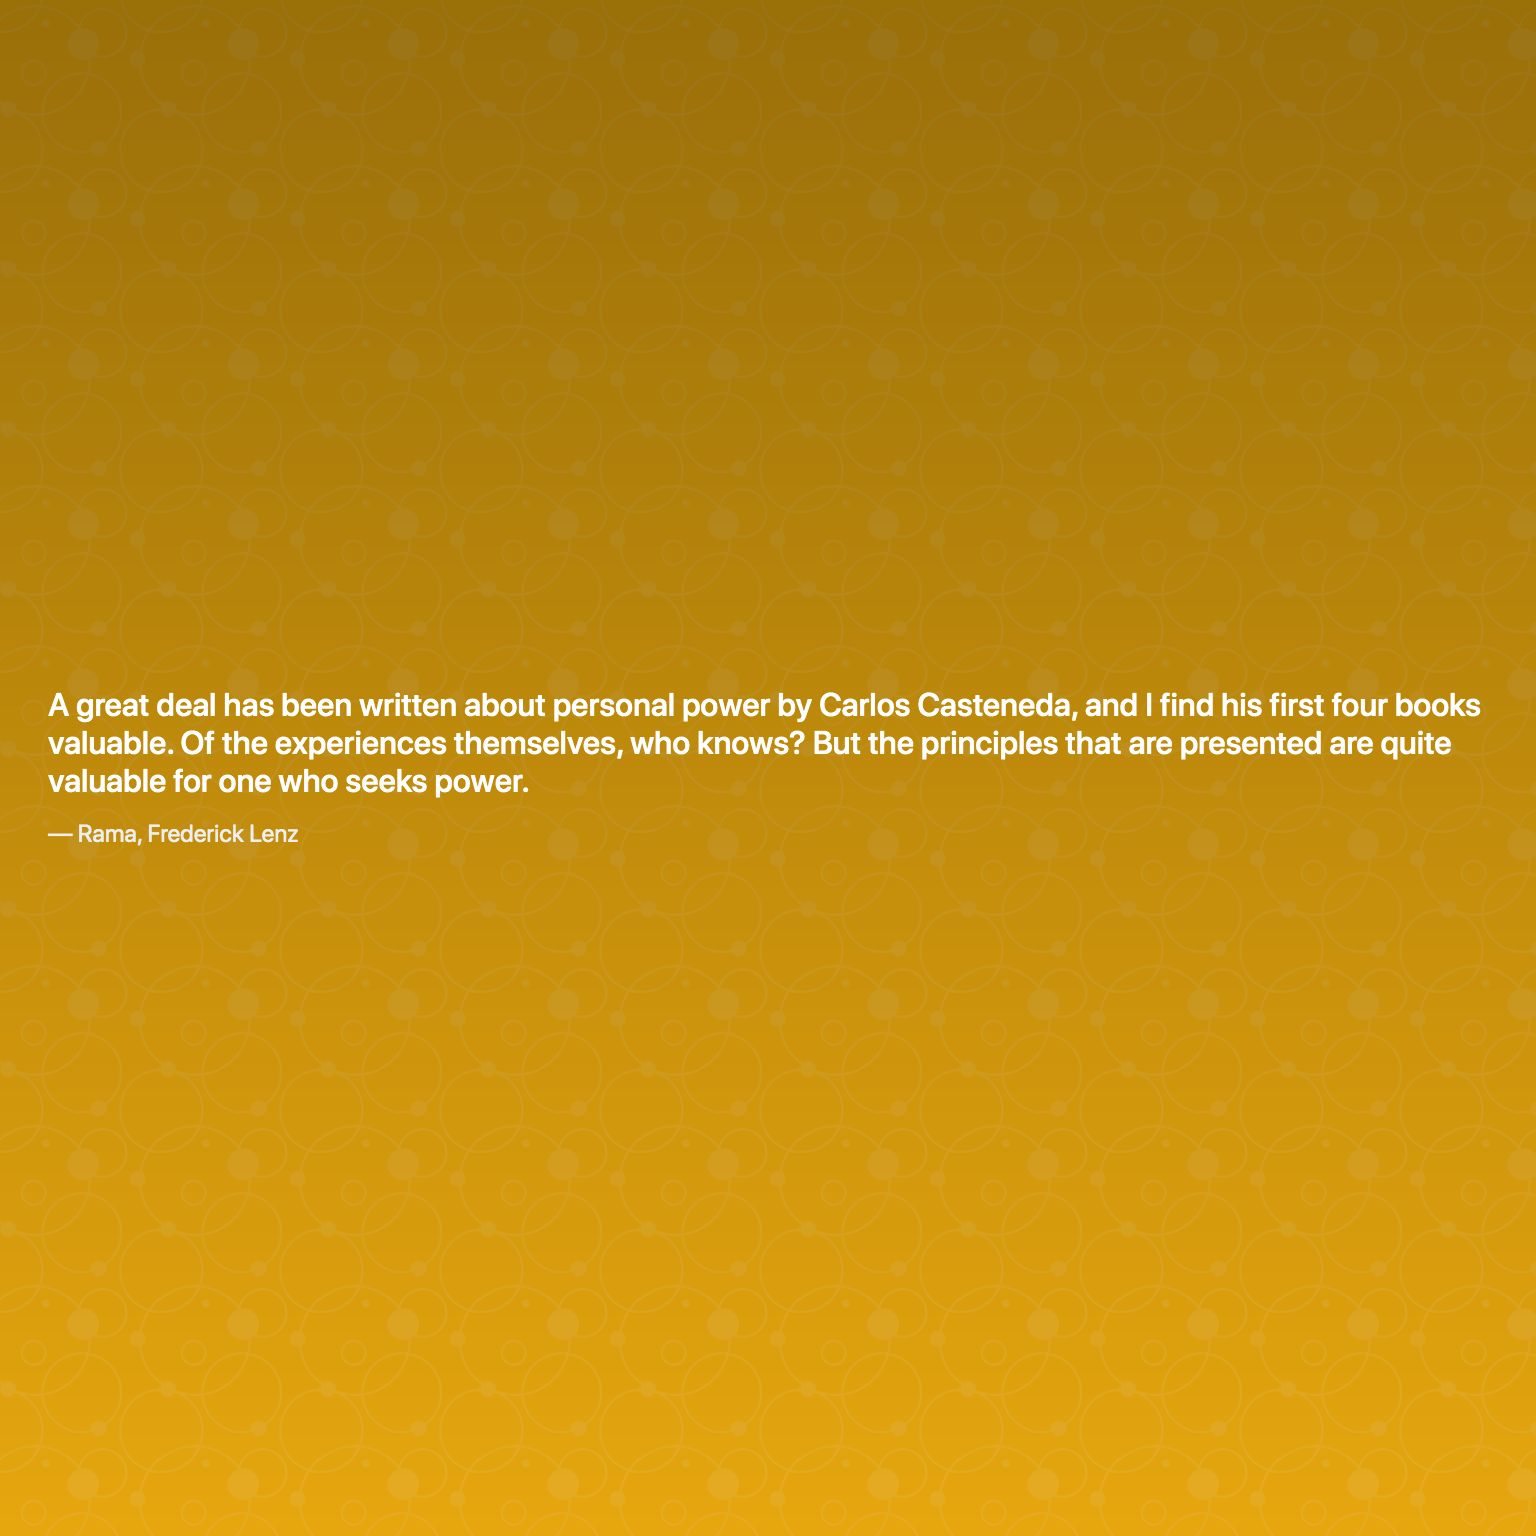 A great deal has been written about personal power by Carlos Casteneda, and I find his first four books
valuable. Of the experiences themselves, who knows? But the principles that are presented are quite
valuable for one who seeks power.
— Rama, Frederick Lenz